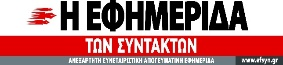 Η ΕΦΗΜΕΡΙΔΑ
ΤΩΝ ΣΥΝΤΑΚΤΩΝ
ΑΝΕΞΑΡΤΗΤΗ ΣΥΝΕΤΑΙΡΙΣΤΙΚΗ ΑΠΟΓΕΥΜΑΤΙΝΗ ΕΦΗΜΕΡΙΔΑ
www.efsyn.gr